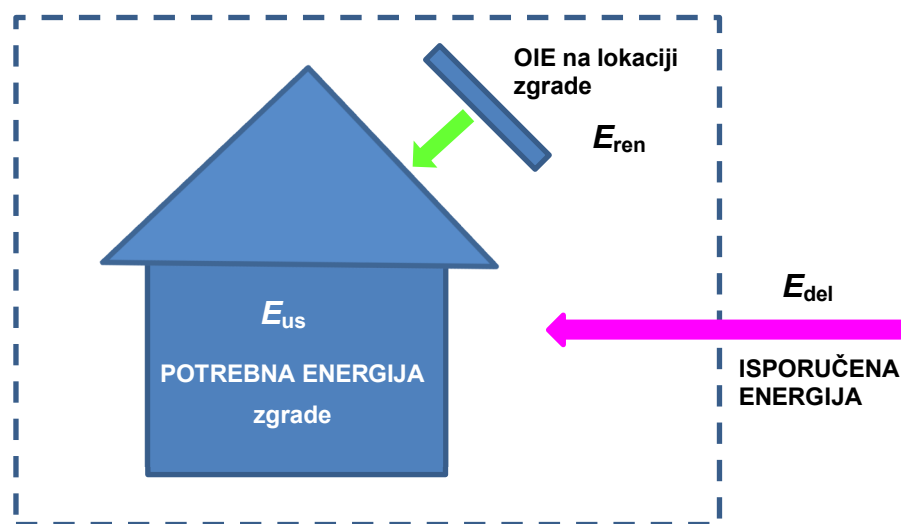 OIE na lokaciji
zgrade
Eren
Edel
Eus
POTREBNA ENERGIJA
zgrade
ISPORUČENA
ENERGIJA